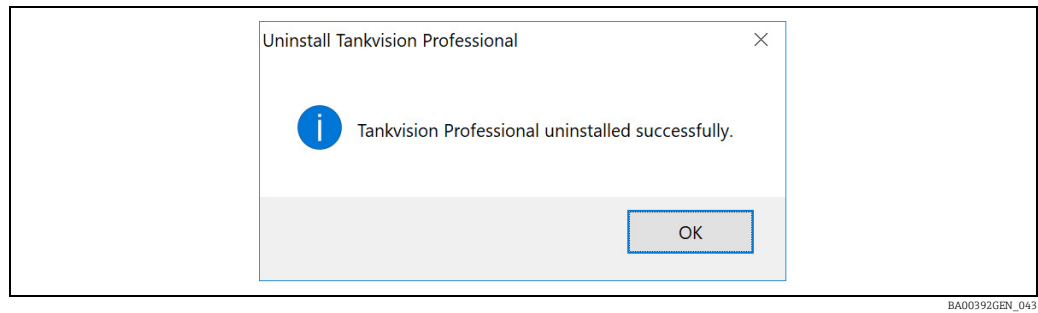 Uninstall Tankvision Professional
Tankvision Professional uninstalled successfully.
OK
BA00392GEN_043